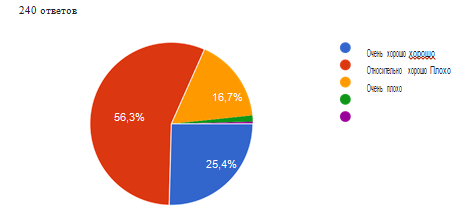 240 ответов
Очень хорошо хорошо
Относительно хорошо Плохо
Очень плохо
56,3%
16,7%
25,4%